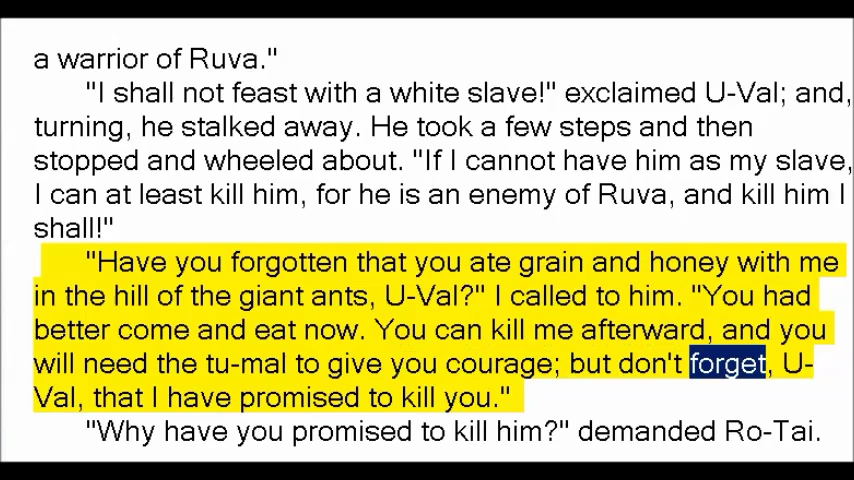 a warrior of Ruva."
"I shall not feast with a white slave!" exclaimed U-Val; and,
turning, he stalked away. He took a few steps and then
stopped and wheeled about. "If I cannot have him as my slave,
I can at least kill him, for he is an enemy of Ruva, and kill him I
shall!"
"Have you forgotten that you ate grain and honey with me
in the hill of the giant ants, U-Val?" I called to him. "You had
better come and eat now. You can kill me afterward, and you
will need the tu-mal to give you courage; but don't forget, U-
Val, that I have promised to kill you."
"Why have you promised to kill him?" demanded Ro-Tai.